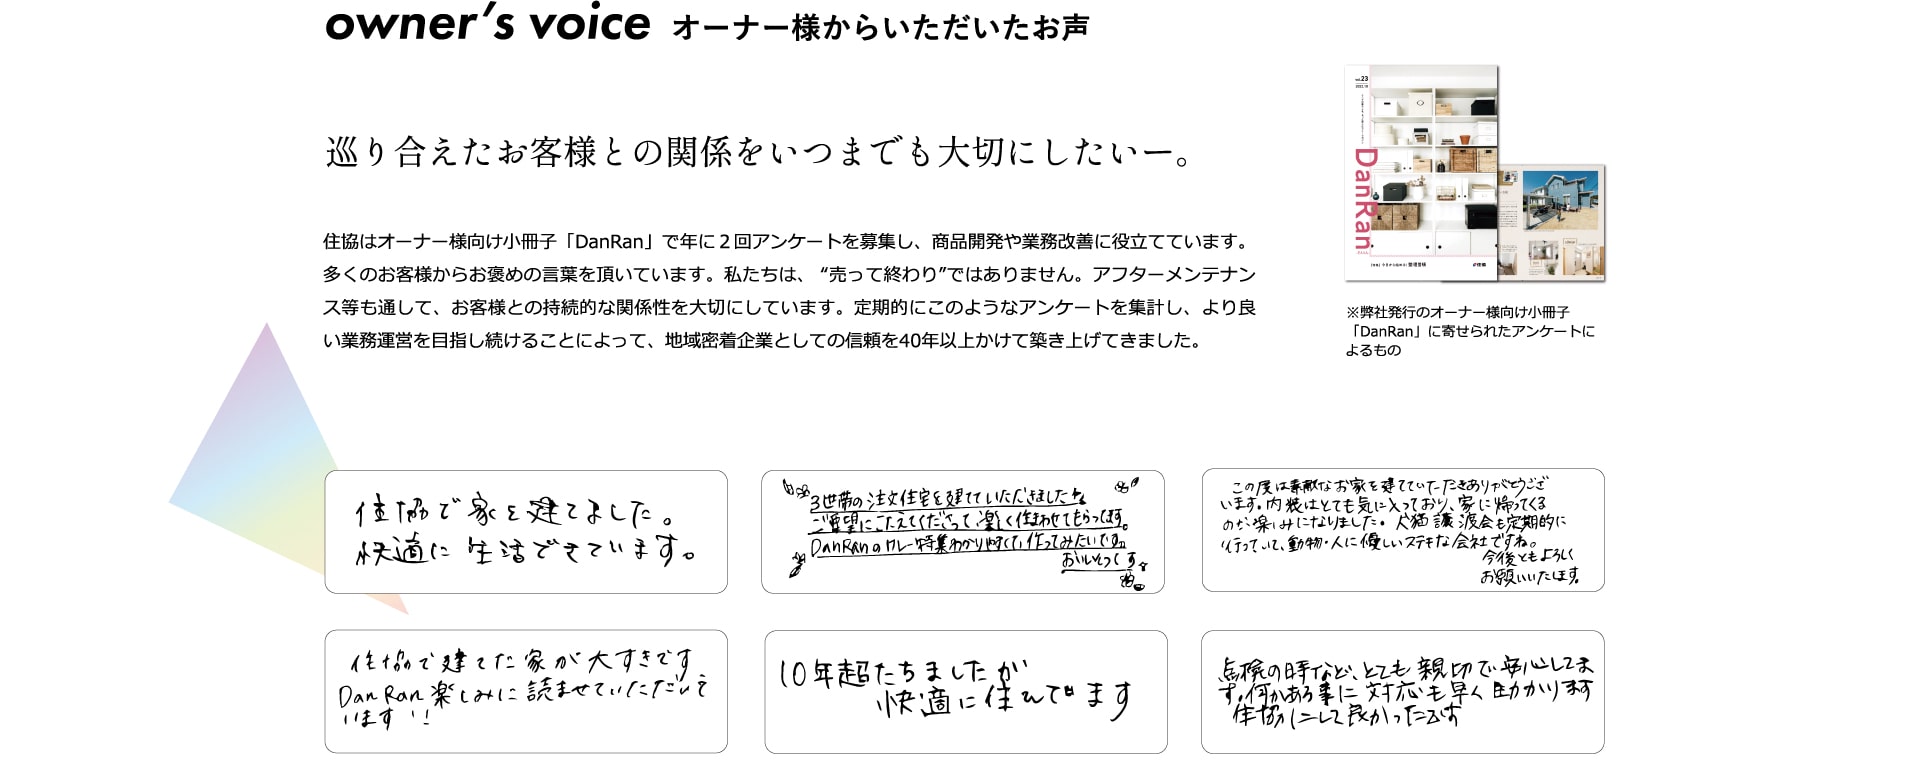 owner's voice オーナー様からいただいたお声
巡り合えたお客様との関係をいつまでも大切にしたいー。
住協はオーナー様向け小冊子「DanRan」で年に２回アンケートを募集し、商品開発や業務改善に役立てています。
多くのお客様からお褒めの言葉を頂いています。私たちは、 “売って終わり”ではありません。アフターメンテナン
ス等も通して、お客様との持続的な関係性を大切にしています。定期的にこのようなアンケートを集計し、より良
い業務運営を目指し続けることによって、地域密着企業としての信頼を40年以上かけて築き上げてきました。
vol.23
2022.10
DanRan
整理整頓
住協
※弊社発行のオーナー様向け小冊子
「DanRan」に寄せられたアンケートに
よるもの
住協で家を建てました。
快適に生活できています。
3世帯の注文住宅を建てていただきましたね
ご要望にこたえてくださって、楽しく住まわせてもらってます。
DanRanのカレー特集わかりやすくて、作ってみたいです。
この度は素敵なお家を建てていただきありがとうござ
います。内装はとても気に入っており、家に帰ってくる
のが楽しみになりました。犬猫譲渡会も定期的に
行っていて、動物・人に優しいステキな会社ですね。
今後ともよろしく
お願いいたします。
住協で建てた家が大すきです
DanRan楽しみに読ませていただいて
います!!
10年超たちましたが
快適に住んでます
点検の時など、とても親切で安心してま
す。何かある事に対応も早く助かります
住協にして良かったです